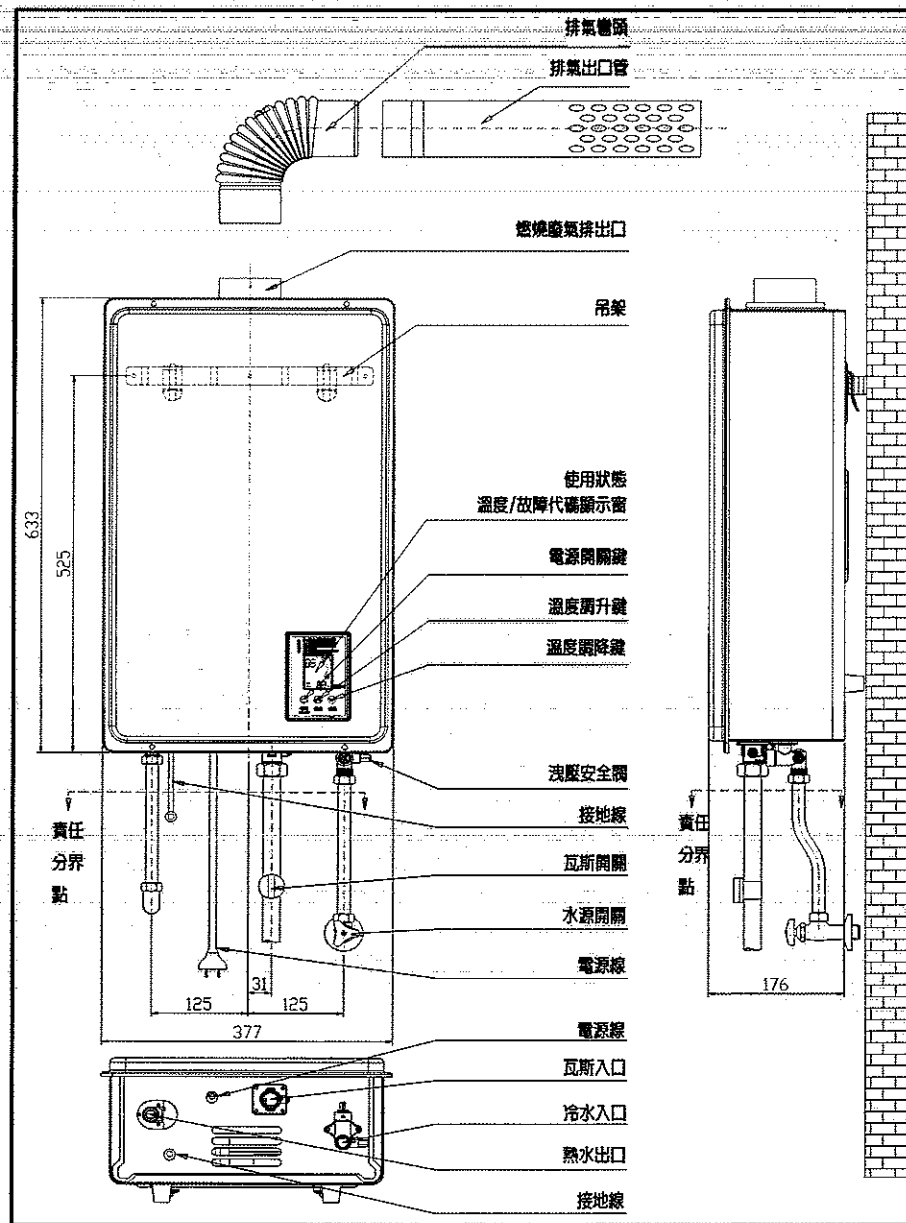 排氣彎頭
排氣出口管
燃燒廢氣排出口
吊架
使用狀態
溫度/故障代碼顯示窗
電源開關鍵
溫度調升鍵
溫度調降鍵
633
525
洩壓安全閥
接地線
瓦斯開關
水源開關
電源線
責任
分界
點
責任
分界
點
31
125
125
377
176
電源線
瓦斯入口
冷水入口
熱水出口
接地線